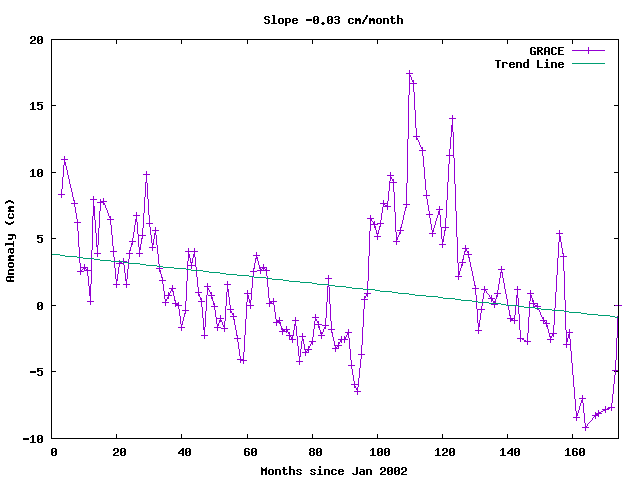 Slope -0.03 cm/month
GRACE
Trend Line
20
15
10
5
0
-5
-10
Anomaly (cm)
0 20 40 60 80 100 120 140 160
Months since Jan 2002